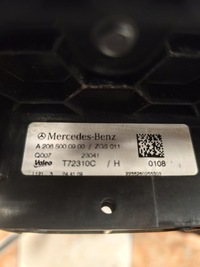 Mercedes-Benz
A 206 500 09 00 / ZGS 011
Q007 23041
Valeo T72310C / H 0108